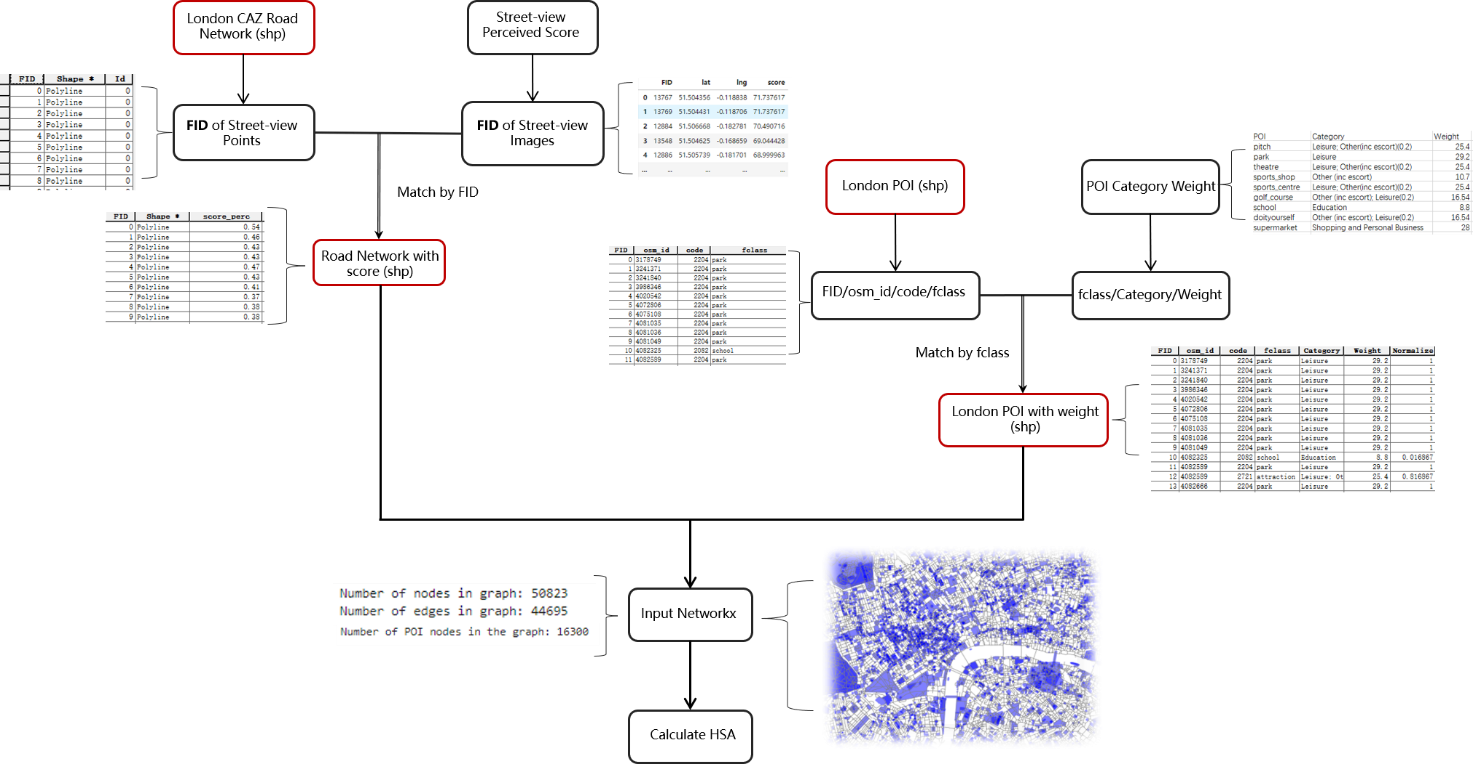 London CAZ Road
Network (shp)
Street-view
Perceived Score
FID Shape * Id
0 Polyline 0
1 Polyline 0
2 Polyline 0
3 Polyline 0
4 Polyline 0
5 Polyline 0
6 Polyline 0
7 Polyline 0
8 Polyline 0
FID of Street-view
Points
FID of Street-view
Images
FID lat lng score
0 13767 51.504356 -0.118838 71.737617
1 13769 51.504431 -0.118706 71.737617
2 12884 51.506668 -0.182781 70.490716
3 13548 51.504625 -0.168659 69.044428
4 12886 51.505739 -0.181701 68.999963
... ... ... ... ...
Match by FID
FID Shape * score_perc
0 Polyline 0.54
1 Polyline 0.46
2 Polyline 0.43
3 Polyline 0.43
4 Polyline 0.47
5 Polyline 0.43
6 Polyline 0.41
7 Polyline 0.37
8 Polyline 0.38
9 Polyline 0.38
Road Network with
score (shp)
London POI (shp)
POI Category Weight
POI Category Weight
pitch Leisure; Other(inc escort)(0.2) 25.4
park Leisure 29.2
theatre Leisure; Other(inc escort)(0.2) 25.4
sports_shop Other (inc escort) 10.7
sports_centre Leisure; Other(inc escort)(0.2) 25.4
golf_course Other (inc escort); Leisure(0.2) 16.54
school Education 8.8
doityourself Other (inc escort); Leisure(0.2) 16.54
supermarket Shopping and Personal Business 28
FID osm_id code fclass
0 3178749 2204 park
1 3241371 2204 park
2 3241840 2204 park
3 3986346 2204 park
4 4020542 2204 park
5 4072806 2204 park
6 4075108 2204 park
7 4081035 2204 park
8 4081036 2204 park
9 4081049 2204 park
10 4082325 2082 school
11 4082589 2204 park
FID/osm_id/code/fclass
fclass/Category/Weight
Match by fclass
London POI with weight
(shp)
FID osm_id code fclass Category Weight Normalize
0 3178749 2204 park Leisure 29.2 1
1 3241371 2204 park Leisure 29.2 1
2 3241840 2204 park Leisure 29.2 1
3 3986346 2204 park Leisure 29.2 1
4 4020542 2204 park Leisure 29.2 1
5 4072806 2204 park Leisure 29.2 1
6 4075108 2204 park Leisure 29.2 1
7 4081035 2204 park Leisure 29.2 1
8 4081036 2204 park Leisure 29.2 1
9 4081049 2204 park Leisure 29.2 1
10 4082325 2082 school Education 8.8 0.016867
11 4082589 2204 park Leisure 29.2 1
12 4082589 2721 attraction Leisure; Ot 25.4 0.816867
13 4082666 2204 park Leisure 29.2 1
Number of nodes in graph: 50823
Number of edges in graph: 44695
Number of POI nodes in the graph: 16300
Input Networkx
Calculate HSA